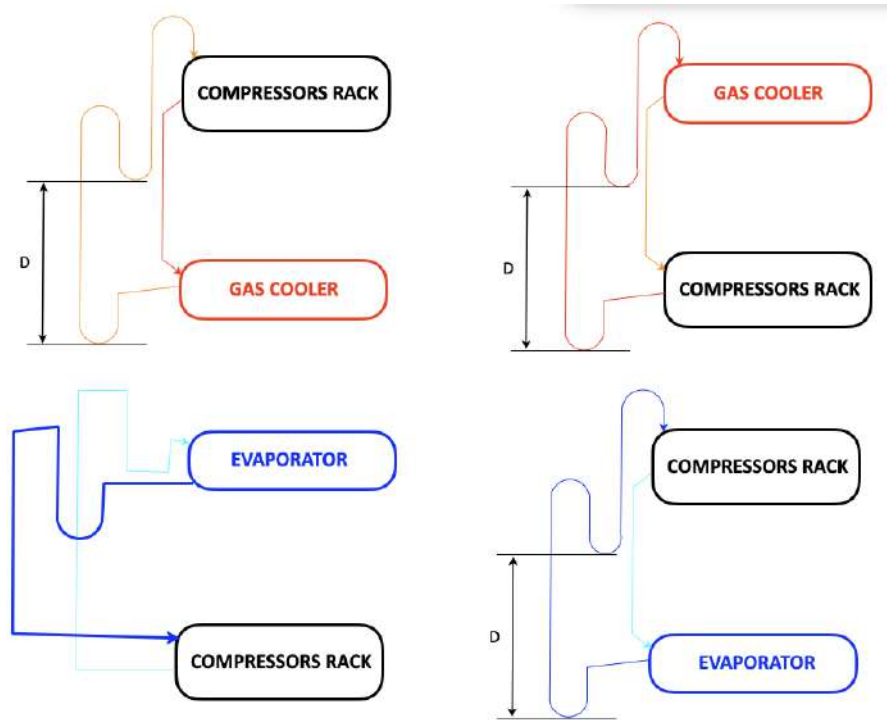 COMPRESSORS RACK
D
GAS COOLER
GAS COOLER
D
COMPRESSORS RACK
EVAPORATOR
COMPRESSORS RACK
COMPRESSORS RACK
D
EVAPORATOR